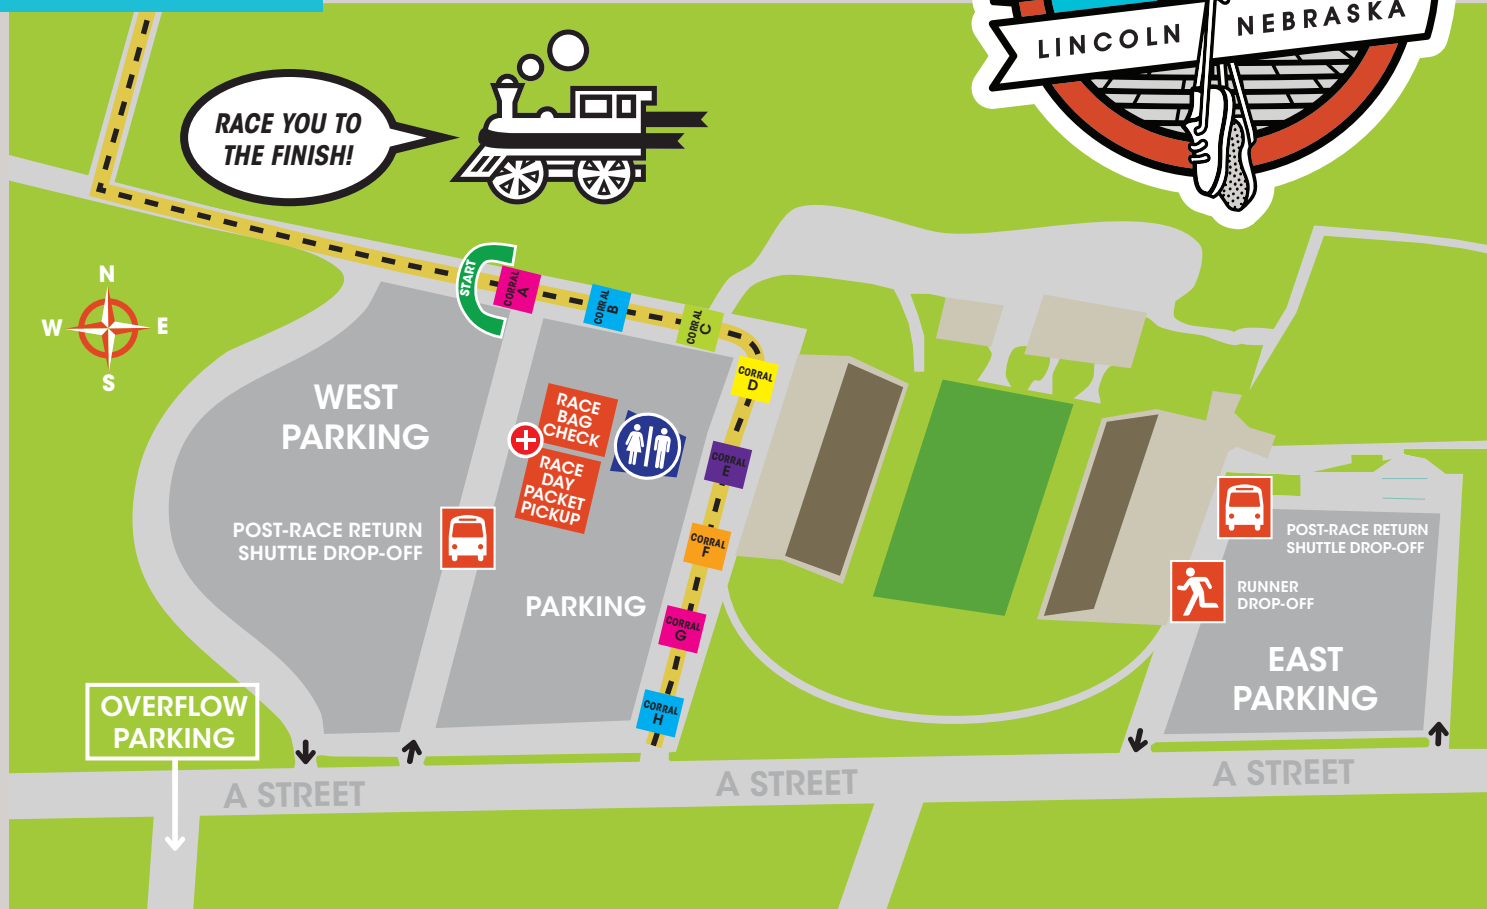 LINCOLN
NEBRASKA
RACE YOU TO
THE FINISH!
N
W
E
S
START
CORRAL
A
CORRAL
B
CORRAL
C
CORRAL
D
CORRAL
E
CORRAL
F
CORRAL
G
CORRAL
H
WEST
PARKING
RACE
BAG
CHECK
RACE
DAY
PACKET
PICKUP
POST-RACE RETURN
SHUTTLE DROP-OFF
PARKING
POST-RACE RETURN
SHUTTLE DROP-OFF
RUNNER
DROP-OFF
EAST
PARKING
OVERFLOW
PARKING
A STREET
A STREET
A STREET